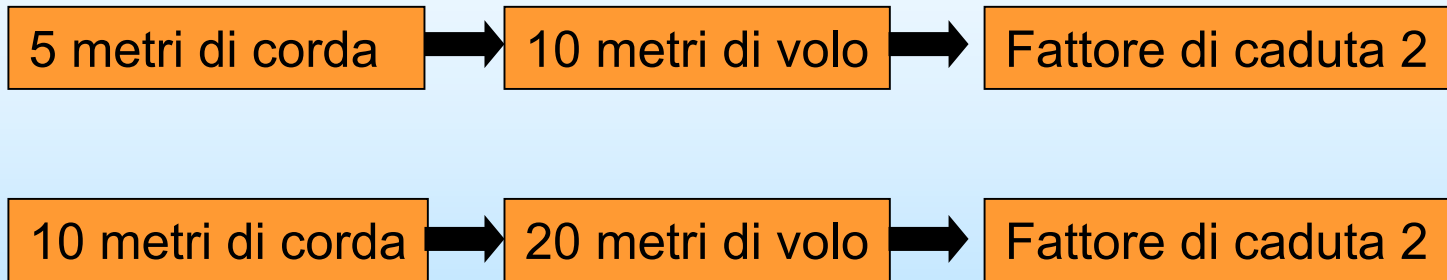 5 metri di corda 10 metri di volo Fattore di caduta 2
10 metri di corda 20 metri di volo Fattore di caduta 2